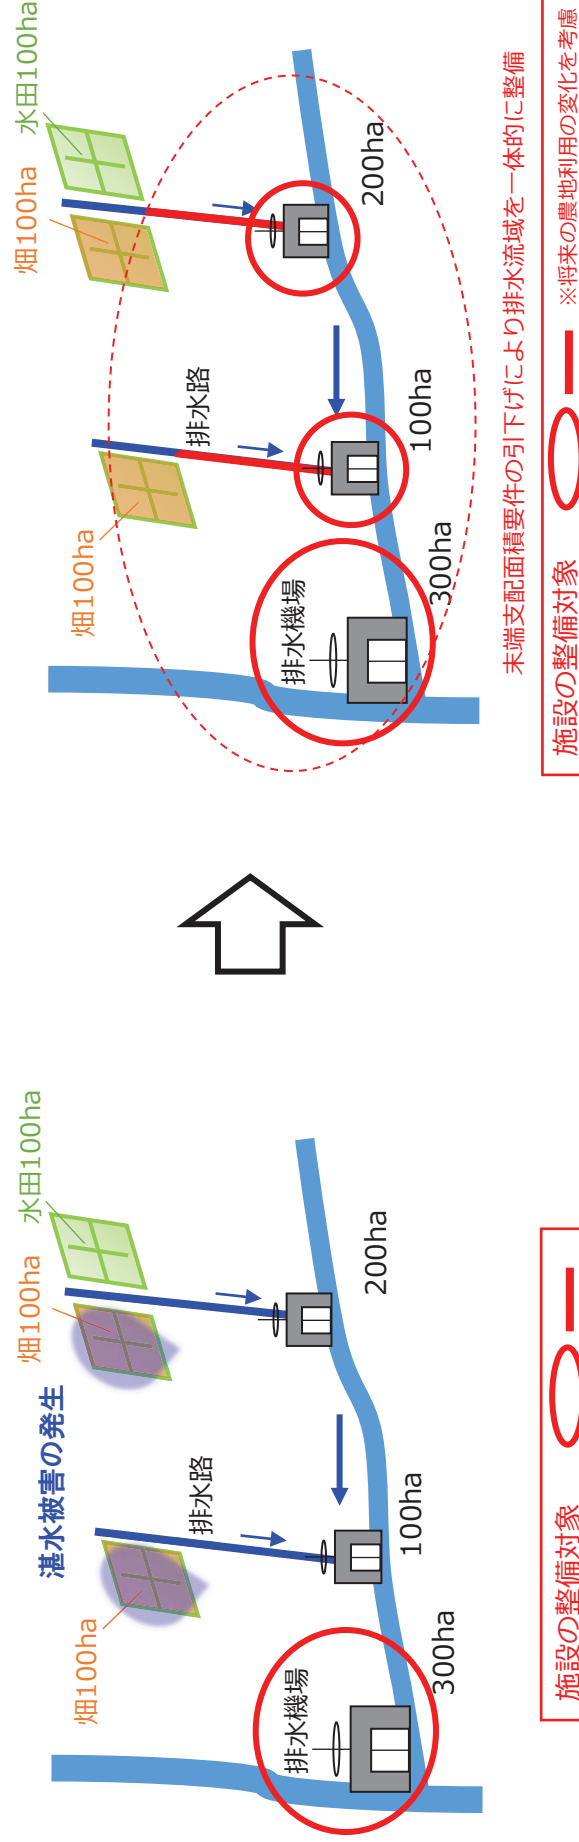 湛水被害の発生
畑100ha
水田100ha
畑100ha
排水路
排水機場
200ha
100ha
300ha
施設の整備対象
畑100ha
水田100ha
畑100ha
排水路
排水機場
200ha
100ha
300ha
末端支配面積要件の引下げにより排水流域を一体的に整備
施設の整備対象
※将来の農地利用の変化を考慮